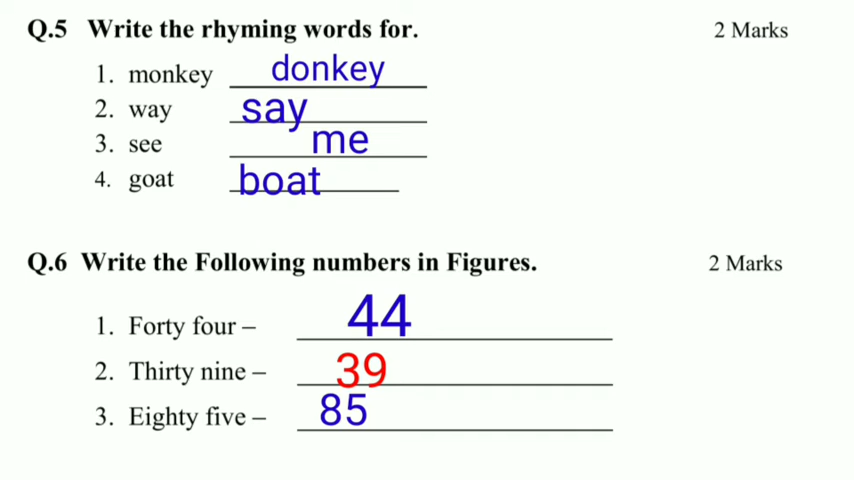 Q.5 Write the rhyming words for. 2 Marks
1. monkey donkey
2. way say
3. see me
4. goat boat
Q.6 Write the Following numbers in Figures. 2 Marks
1. Forty four – 44
2. Thirty nine – 39
3. Eighty five – 85